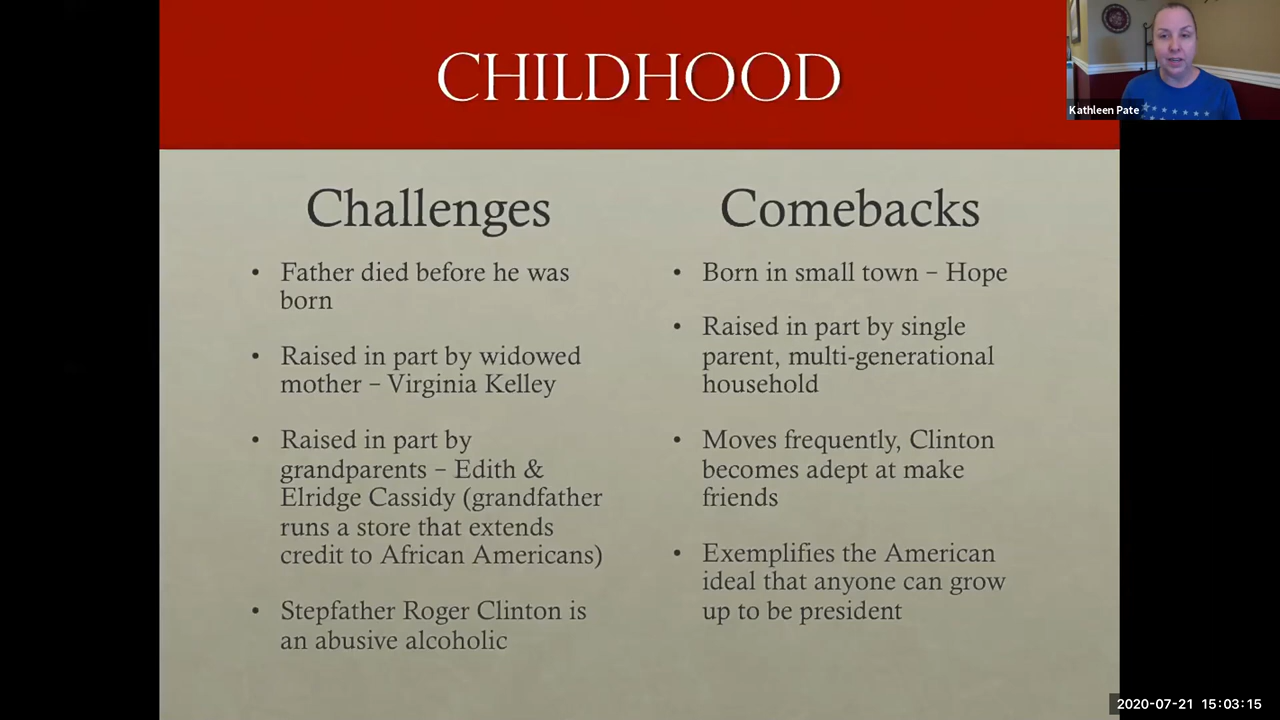 CHILDHOOD
Kathleen Pate
Challenges
• Father died before he was
born
• Raised in part by widowed
mother – Virginia Kelley
• Raised in part by
grandparents – Edith &
Elridge Cassidy (grandfather
runs a store that extends
credit to African Americans)
• Stepfather Roger Clinton is
an abusive alcoholic
Comebacks
• Born in small town – Hope
• Raised in part by single
parent, multi-generational
household
• Moves frequently, Clinton
becomes adept at make
friends
• Exemplifies the American
ideal that anyone can grow
up to be president
2020-07-21 15:03:15